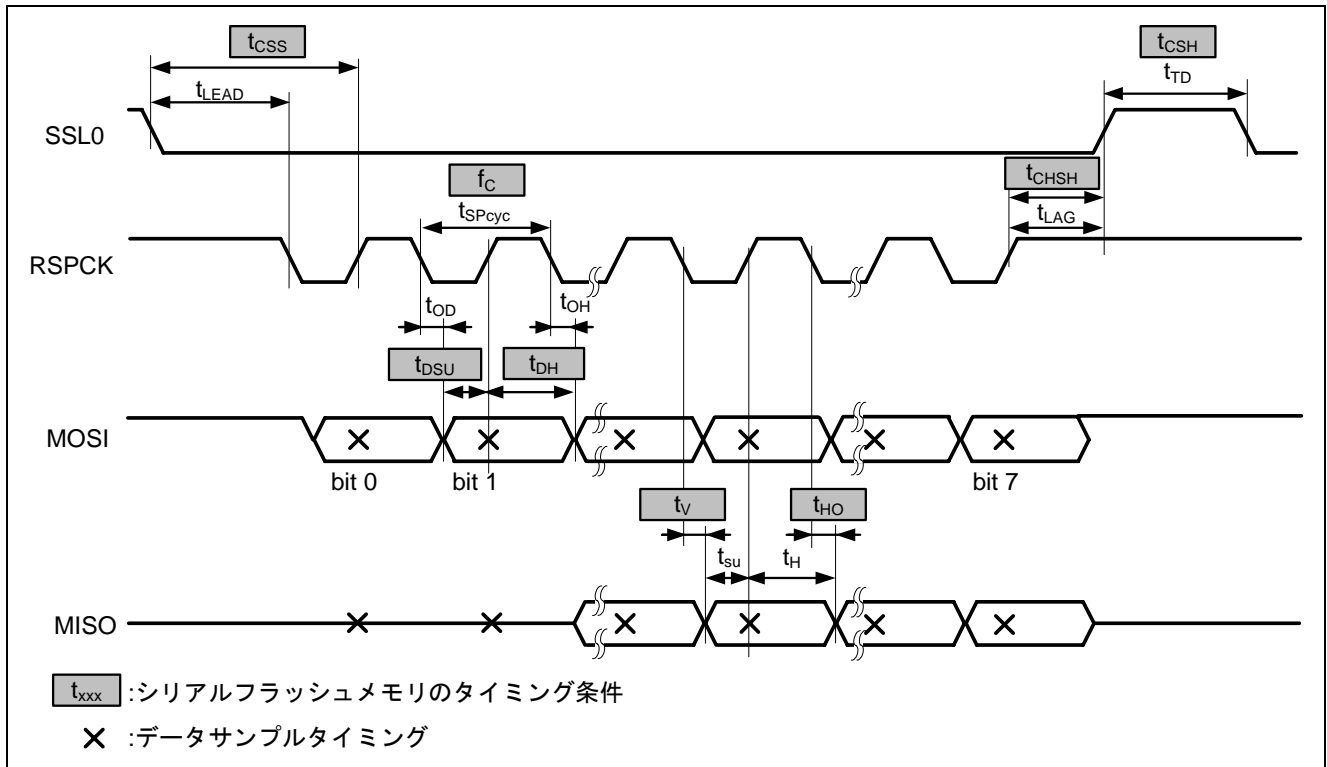 tCSS
tCSH
tLEAD
tTD
SSL0
fC
tCHSH
tSPcyc
tLAG
RSPCK
tOD
tOH
tDSU
tDH
MOSI
bit 0
bit 1
bit 7
tV
tHO
tsu
tH
MISO
txxx :シリアルフラッシュメモリのタイミング条件
× :データサンプルタイミング